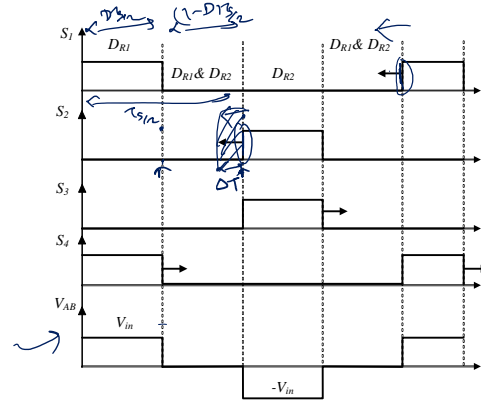 DTs/2 (1-D)Ts/2
S1
DR1 DR1& DR2 DR2 DR1& DR2
Ts/2
S2
DT
S3
S4
VAB
Vin
-Vin